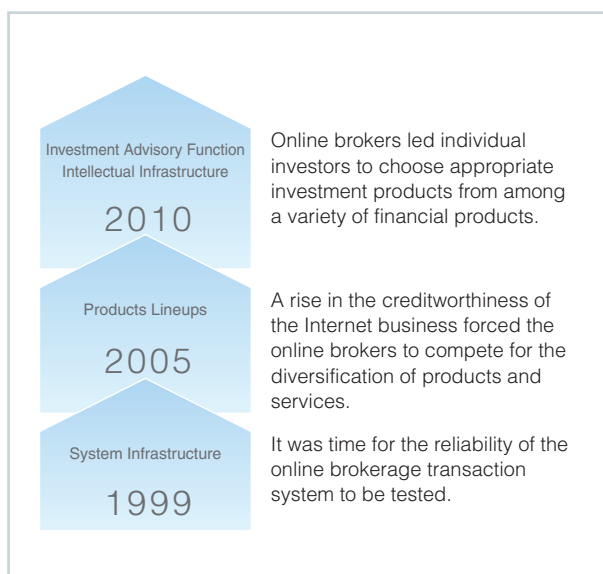 Investment Advisory Function
Intellectual Infrastructure
2010
Online brokers led individual
investors to choose appropriate
investment products from among
a variety of financial products.
Products Lineups
2005
A rise in the creditworthiness of
the Internet business forced the
online brokers to compete for the
diversification of products and
services.
System Infrastructure
1999
It was time for the reliability of the
online brokerage transaction
system to be tested.